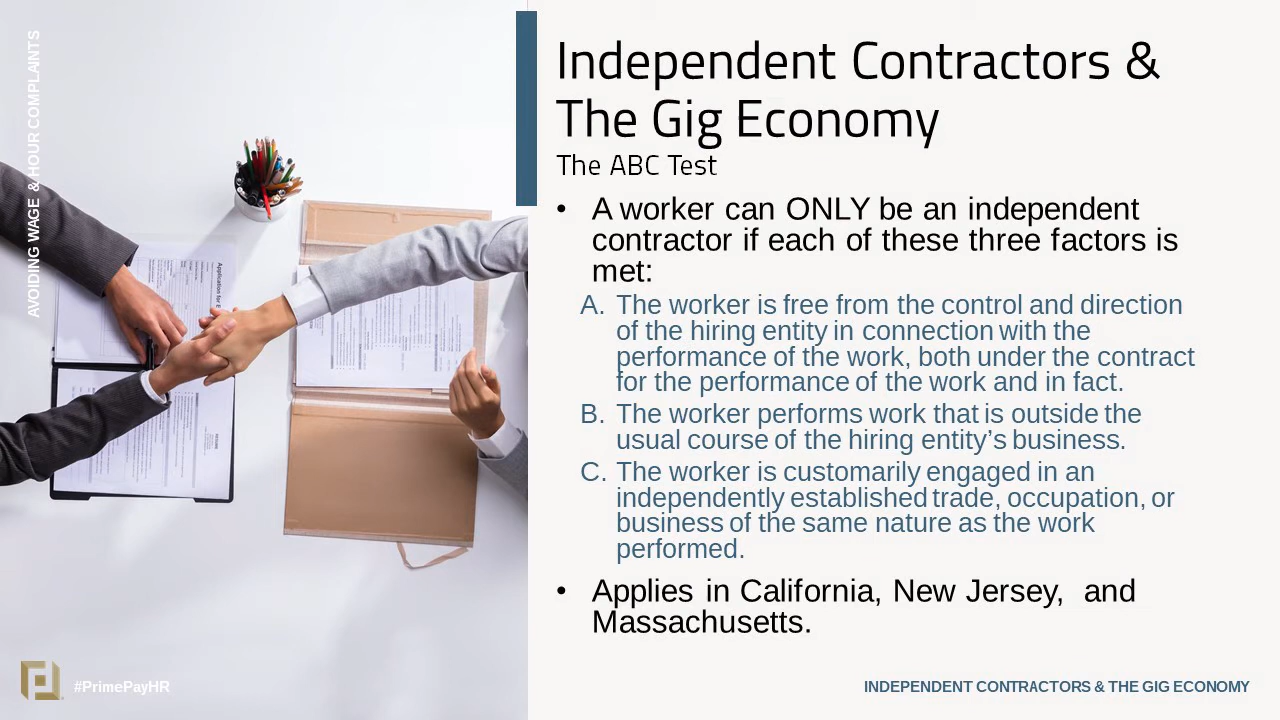 AVOIDING WAGE & HOUR COMPLAINTS
Independent Contractors &
The Gig Economy
The ABC Test
• A worker can ONLY be an independent
contractor if each of these three factors is
met:
A. The worker is free from the control and direction
of the hiring entity in connection with the
performance of the work, both under the contract
for the performance of the work and in fact.
B. The worker performs work that is outside the
usual course of the hiring entity’s business.
C. The worker is customarily engaged in an
independently established trade, occupation, or
business of the same nature as the work
performed.
• Applies in California, New Jersey, and
Massachusetts.
#PrimePayHR
INDEPENDENT CONTRACTORS & THE GIG ECONOMY